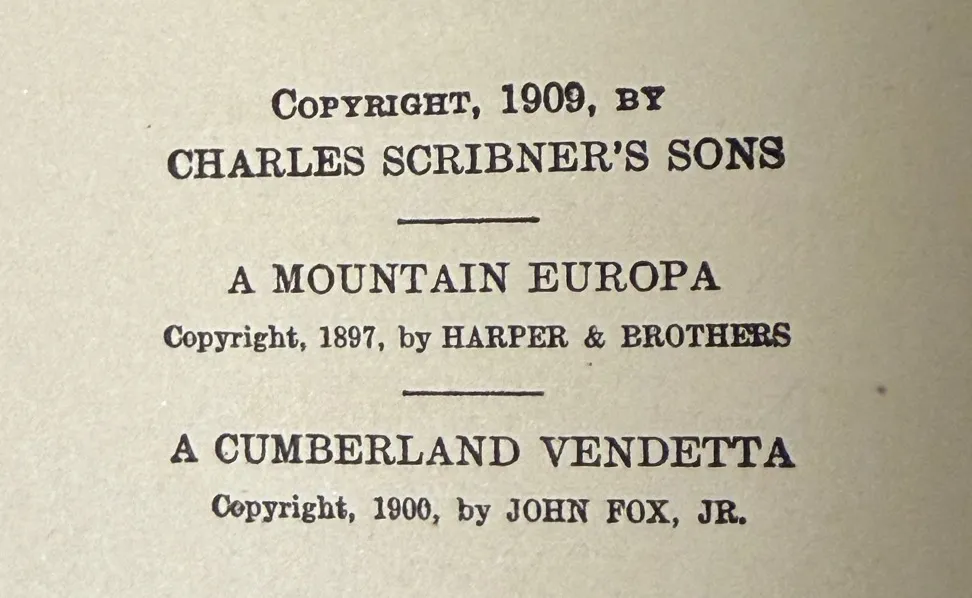 COPYRIGHT, 1909, BY
CHARLES SCRIBNER'S SONS
A MOUNTAIN EUROPA
Copyright, 1897, by HARPER & BROTHERS
A CUMBERLAND VENDETTA
Copyright, 1900, by JOHN FOX, JR.